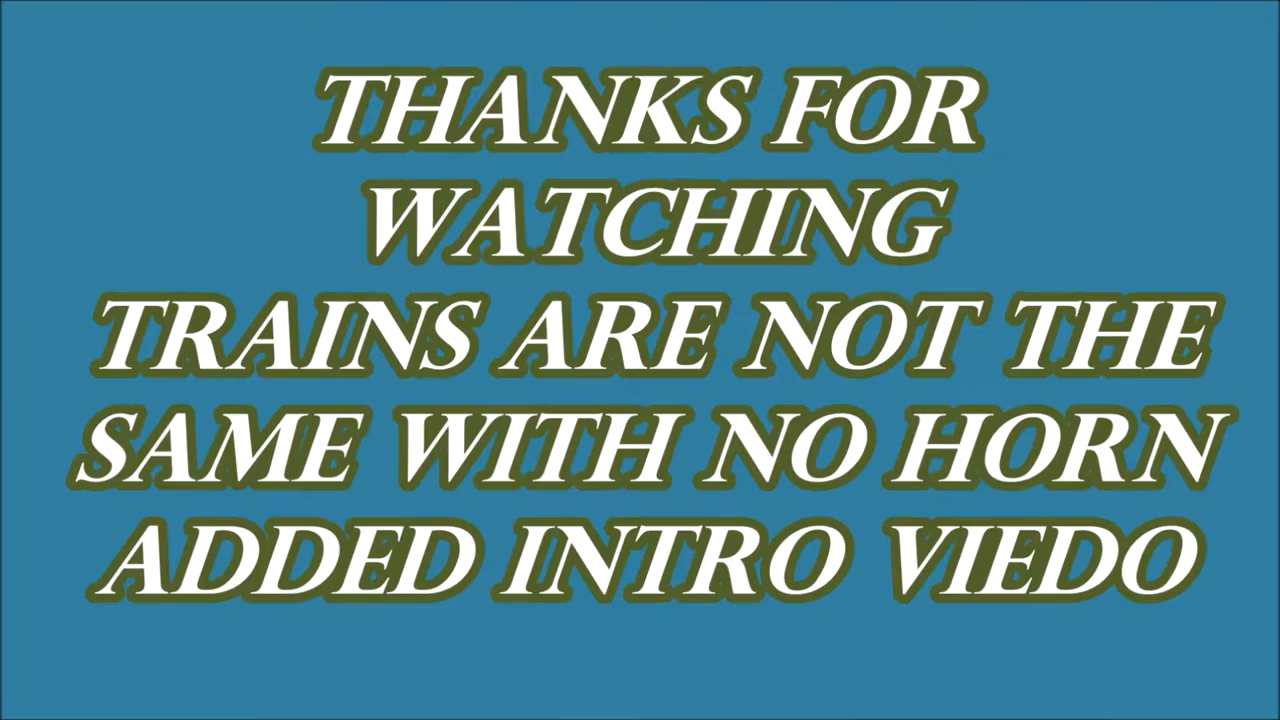 THANKS FOR
WATCHING
TRAINS ARE NOT THE
SAME WITH NO HORN
ADDED INTRO VIEDO